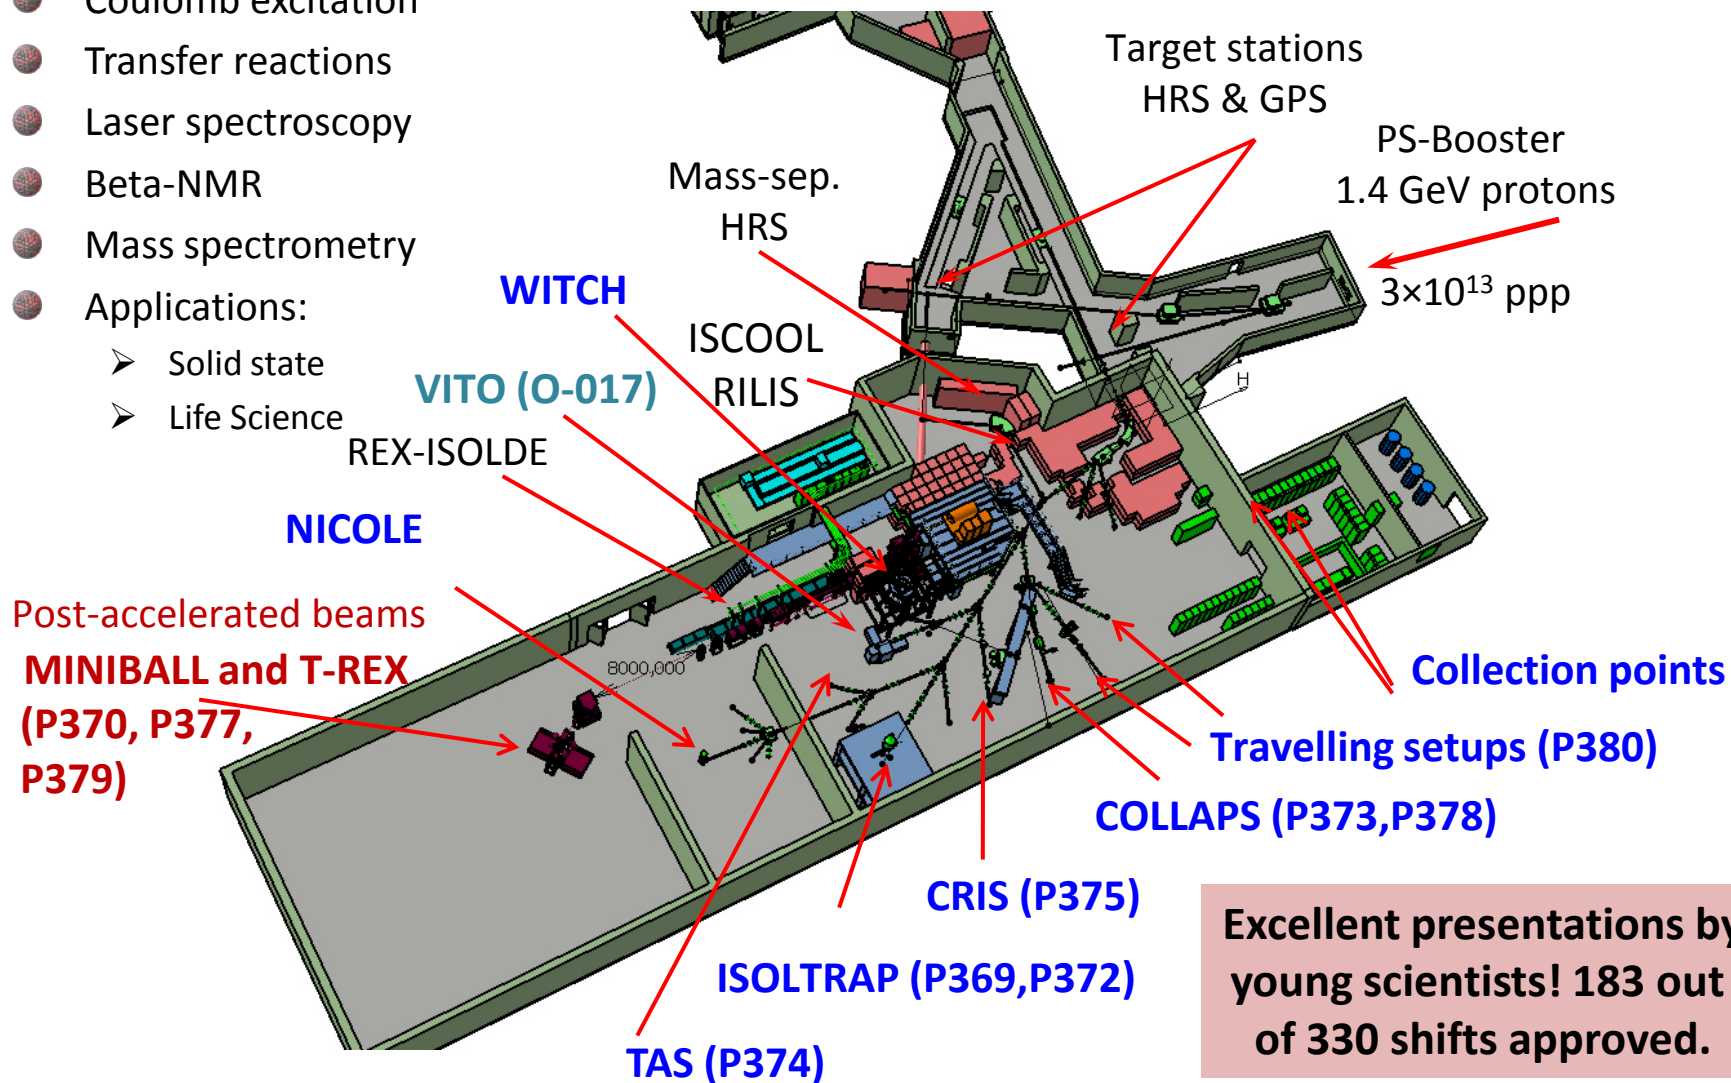 Coulomb excitation
Transfer reactions
Laser spectroscopy
Beta-NMR
Mass spectrometry
Applications:
➢ Solid state
➢ Life Science
Target stations
HRS & GPS
PS-Booster
1.4 GeV protons
3×10¹³ ppp
Mass-sep.
HRS
WITCH
ISCOOL
RILIS
VITO (O-017)
REX-ISOLDE
NICOLE
H
Post-accelerated beams
MINIBALL and T-REX
(P370, P377,
P379)
8000,000
Collection points
Travelling setups (P380)
COLLAPS (P373,P378)
CRIS (P375)
ISOLTRAP (P369,P372)
TAS (P374)
Excellent presentations by
young scientists! 183 out
of 330 shifts approved.